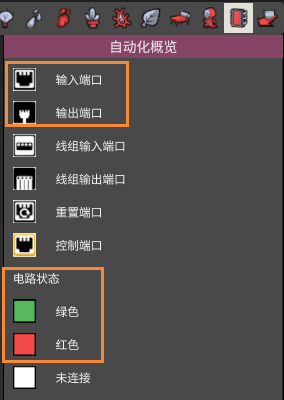 自动化概览
输入端口
输出端口
线组输入端口
线组输出端口
重置端口
控制端口
电路状态
绿色
红色
未连接